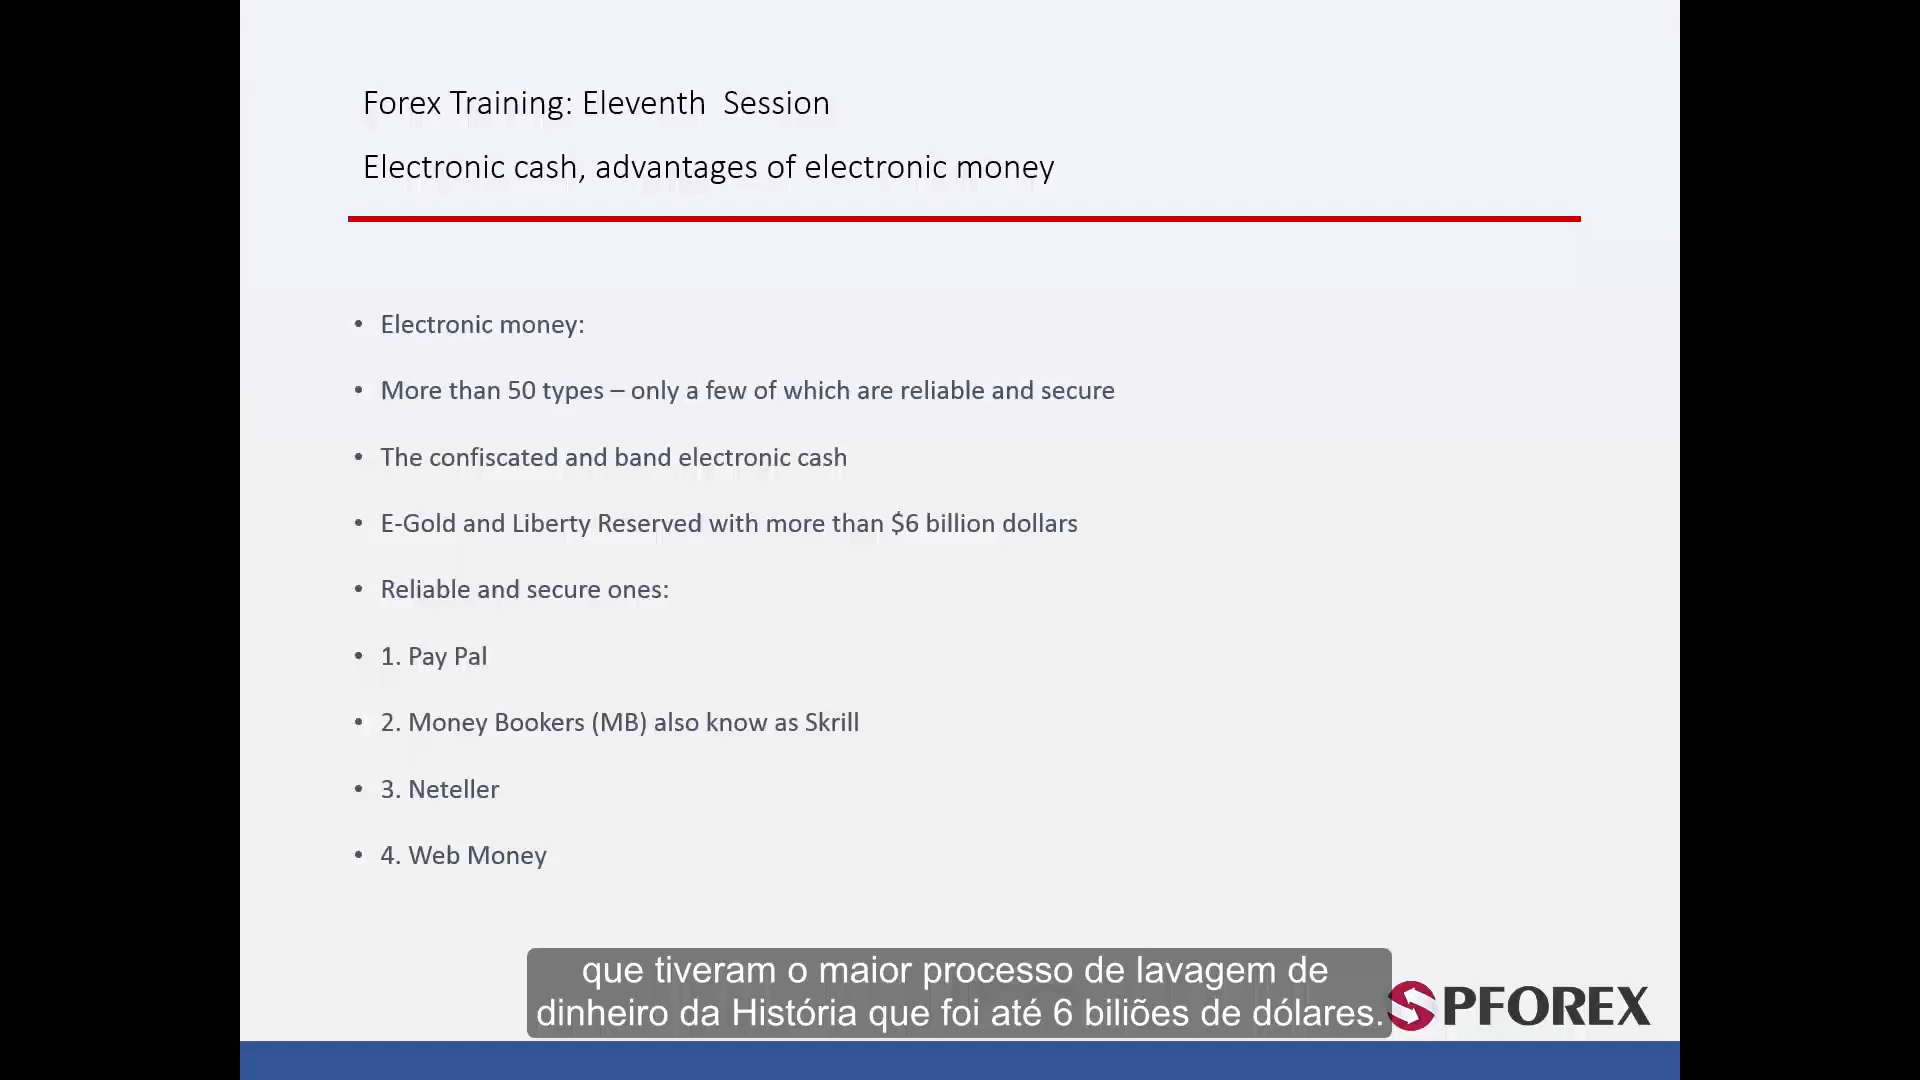 Forex Training: Eleventh Session
Electronic cash, advantages of electronic money
• Electronic money:
• More than 50 types – only a few of which are reliable and secure
• The confiscated and band electronic cash
• E-Gold and Liberty Reserved with more than $6 billion dollars
• Reliable and secure ones:
• 1. Pay Pal
• 2. Money Bookers (MB) also know as Skrill
• 3. Neteller
• 4. Web Money
que tiveram o maior processo de lavagem de
dinheiro da História que foi até 6 biliões de dólares.
SPFOREX